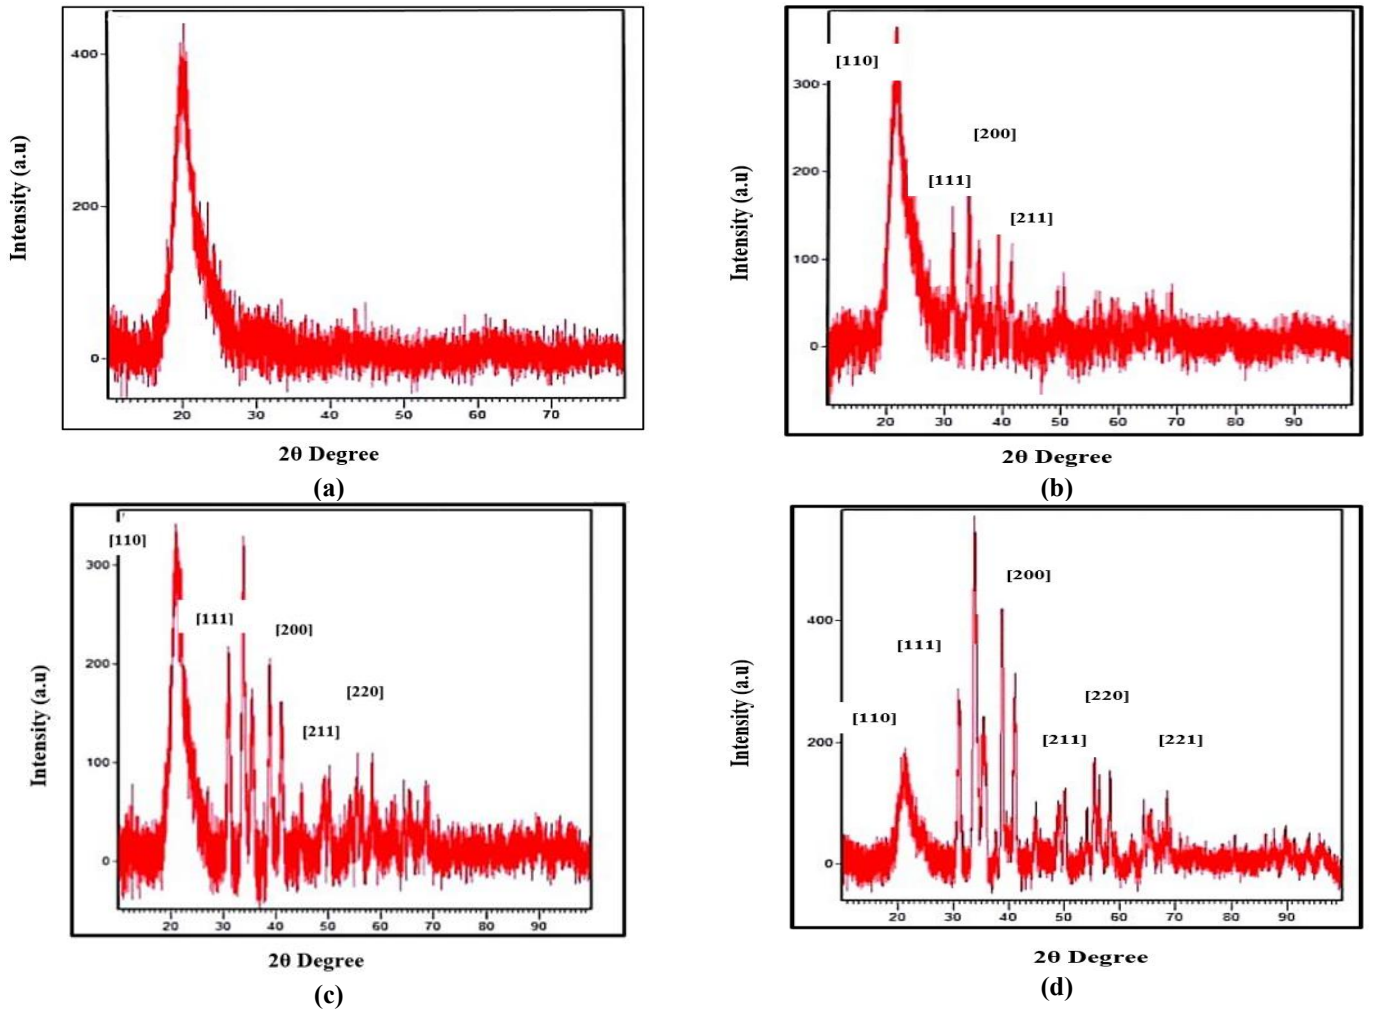 400
200
0
20 30 40 50 60 70
Intensity (a.u)
2θ Degree
(a)
[110]
[200]
[111]
[211]
300
200
100
0
20 30 40 50 60 70 80 90
Intensity (a.u)
2θ Degree
(b)
[110]
[111]
[200]
[220]
[211]
300
200
100
0
20 30 40 50 60 70 80 90
Intensity (a.u)
2θ Degree
(c)
[200]
[111]
[220]
[110]
[211]
[221]
400
200
0
20 30 40 50 60 70 80 90
Intensity (a.u)
2θ Degree
(d)